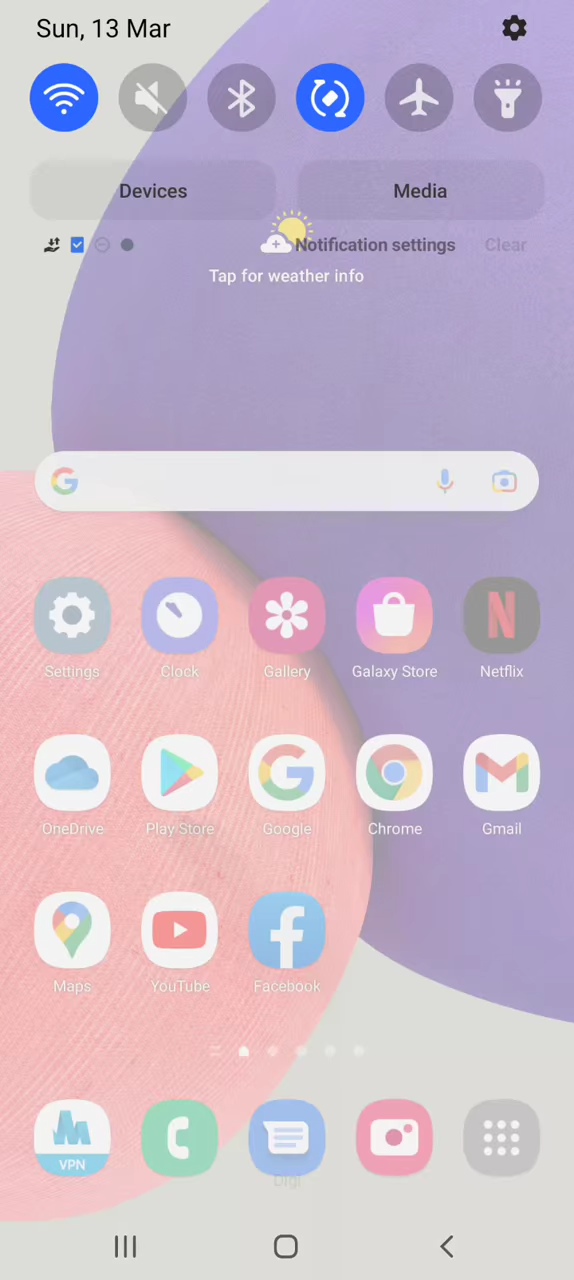 Sun, 13 Mar
Devices
Media
Notification settings
Clear
Tap for weather info
Settings
Clock
Gallery
Galaxy Store
Netflix
OneDrive
Play Store
Google
Chrome
Gmail
Maps
YouTube
Facebook
VPN
Digi